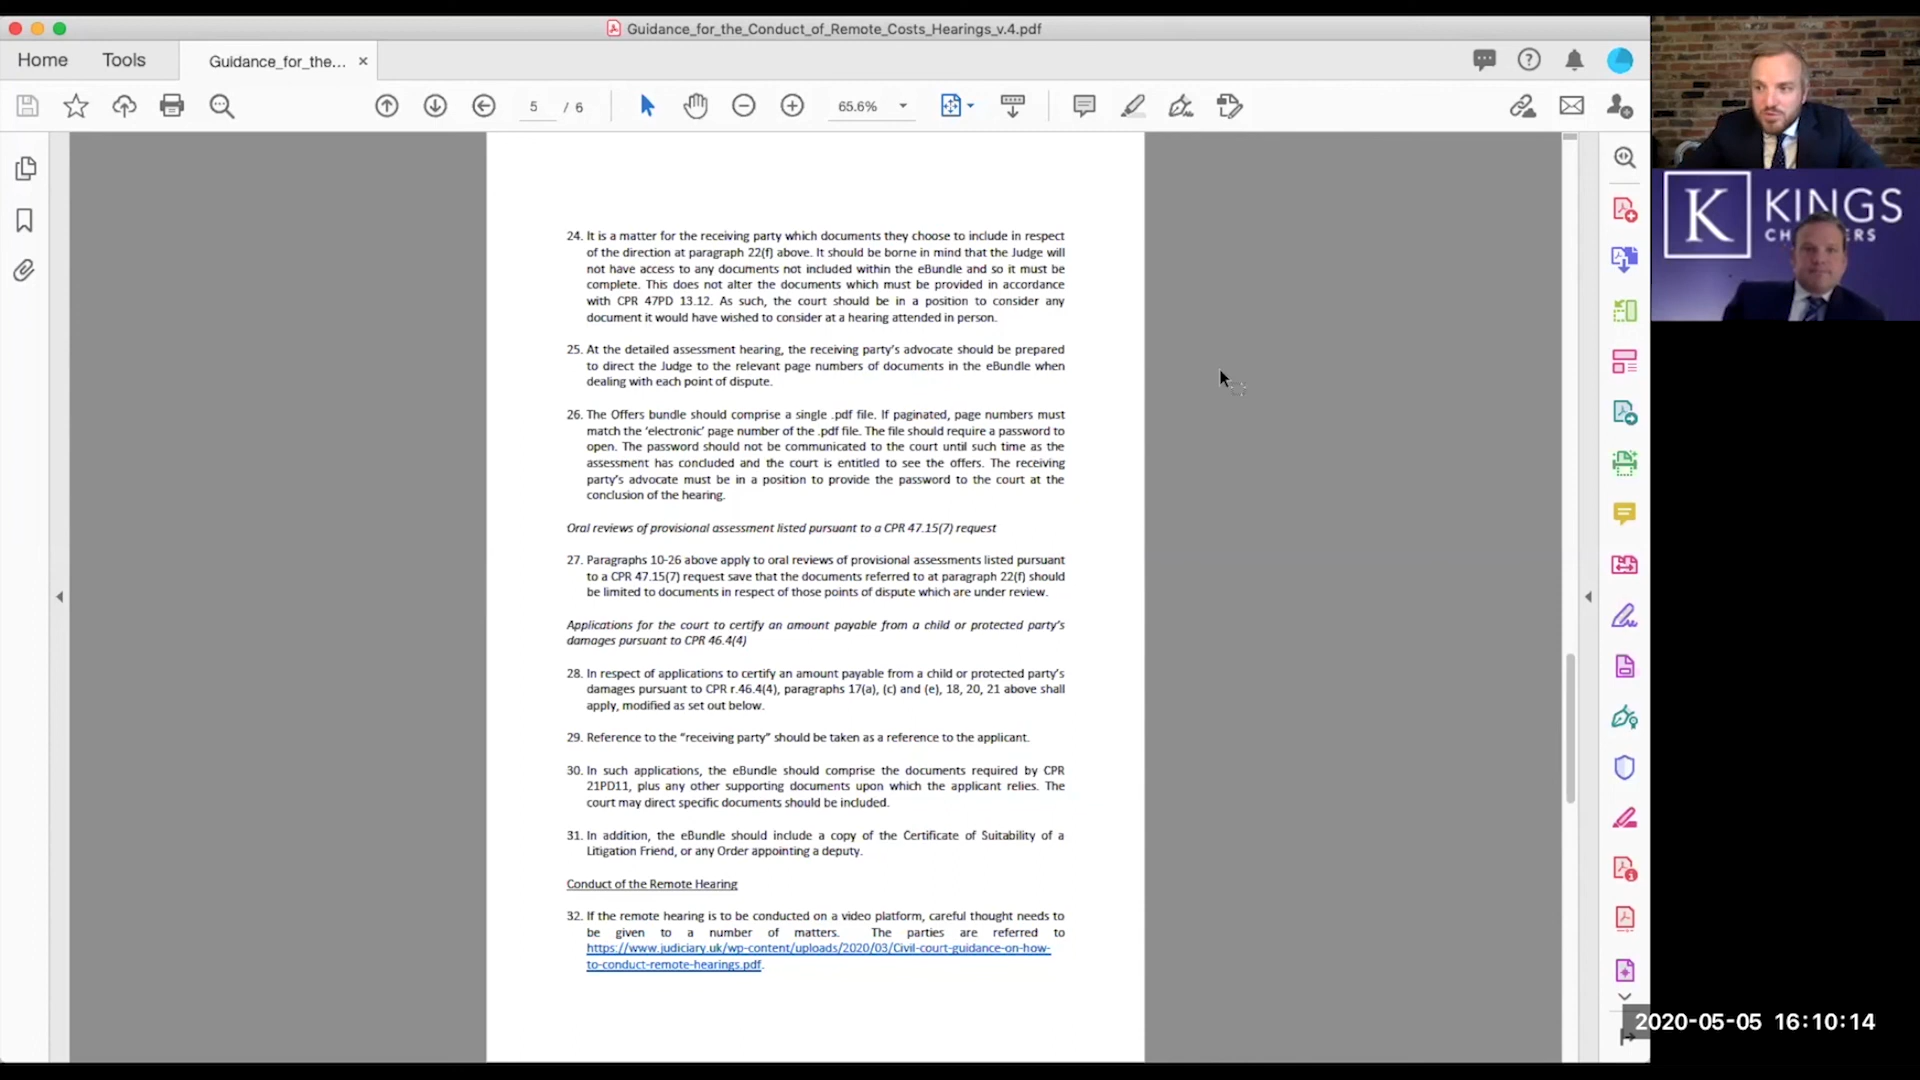 Guidance_for_the_Conduct_of_Remote_Costs_Hearings_v.4.pdf
Home
Tools
Guidance_for_the...
5
/ 6
65.6%
24. It is a matter for the receiving party which documents they choose to include in respect
of the direction at paragraph 22(f) above. It should be borne in mind that the Judge will
not have access to any documents not included within the eBundle and so it must be
complete. This does not alter the documents which must be provided in accordance
with CPR 47PD 13.12. As such, the court should be in a position to consider any
document it would have wished to consider at a hearing attended in person.
25. At the detailed assessment hearing, the receiving party's advocate should be prepared
to direct the Judge to the relevant page numbers of documents in the eBundle when
dealing with each point of dispute.
26. The Offers bundle should comprise a single .pdf file. If paginated, page numbers must
match the 'electronic' page number of the .pdf file. The file should require a password to
open. The password should not be communicated to the court until such time as the
assessment has concluded and the court is entitled to see the offers. The receiving
party's advocate must be in a position to provide the password to the court at the
conclusion of the hearing.
Oral reviews of provisional assessment listed pursuant to a CPR 47.15(7) request
27. Paragraphs 10-26 above apply to oral reviews of provisional assessments listed pursuant
to a CPR 47.15(7) request save that the documents referred to at paragraph 22(f) should
be limited to documents in respect of those points of dispute which are under review.
Applications for the court to certify an amount payable from a child or protected party's
damages pursuant to CPR 46.4(4)
28. In respect of applications to certify an amount payable from a child or protected party's
damages pursuant to CPR r.46.4(4), paragraphs 17(a), (c) and (e), 18, 20, 21 above shall
apply, modified as set out below.
29. Reference to the "receiving party" should be taken as a reference to the applicant.
30. In such applications, the eBundle should comprise the documents required by CPR
21PD11, plus any other supporting documents upon which the applicant relies. The
court may direct specific documents should be included.
31. In addition, the eBundle should include a copy of the Certificate of Suitability of a
Litigation Friend, or any Order appointing a deputy.
Conduct of the Remote Hearing
32. If the remote hearing is to be conducted on a video platform, careful thought needs to
be given to a number of matters. The parties are referred to
https://www.judiciary.uk/wp-content/uploads/2020/03/Civil-court-guidance-on-how-
to-conduct-remote-hearings.pdf.
K
KINGS
2020-05-05 16:10:14